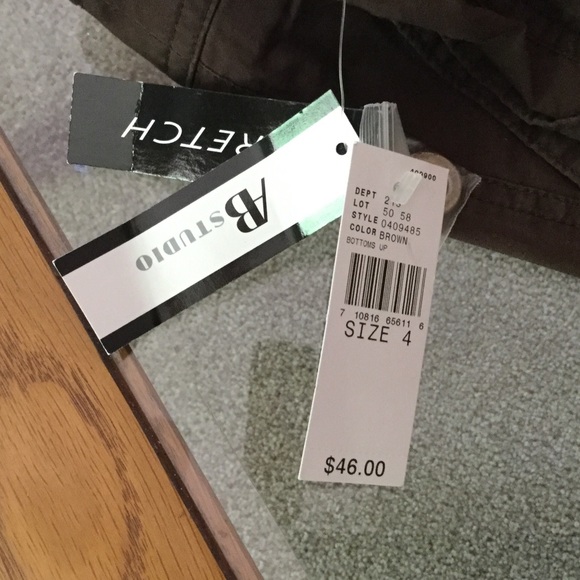 AB
STUDIO
DEPT
LOT 50 58
STYLE 0409485
COLOR BROWN
BOTTOMS UP
7 10816 65611 6
SIZE 4
$46.00